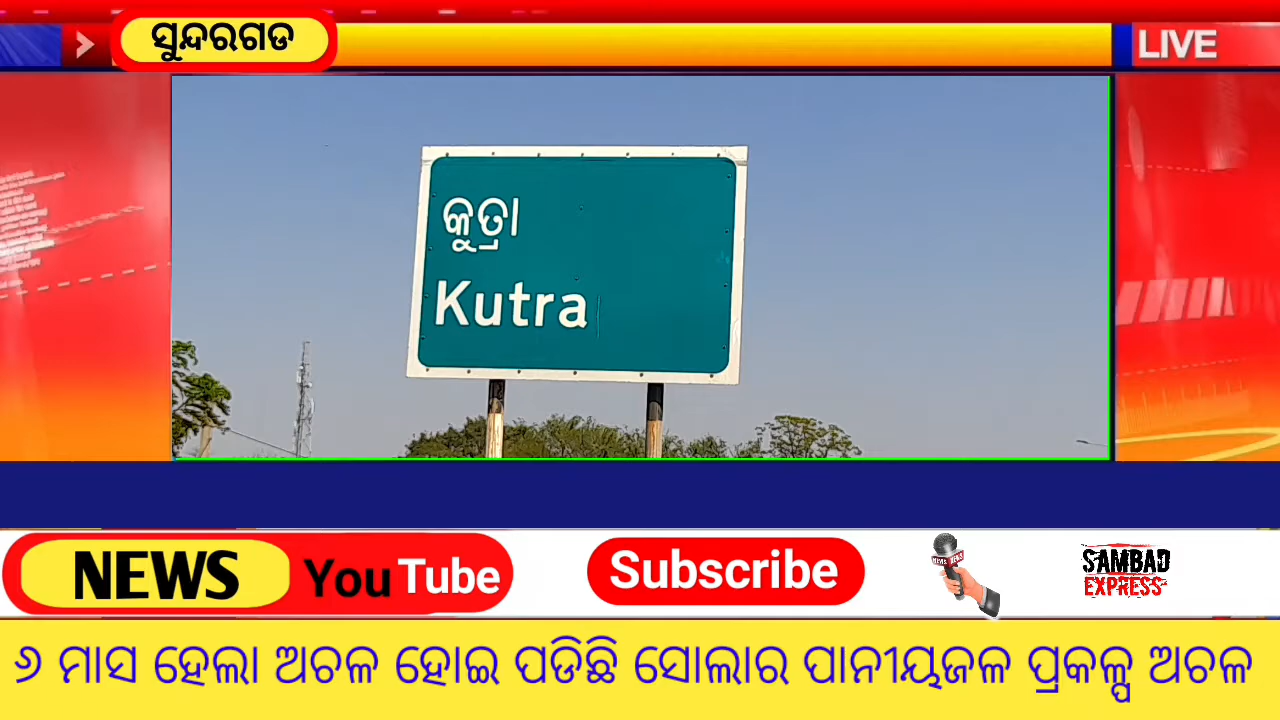 ସୁନ୍ଦରଗଡ
LIVE
କୁତ୍ରା
Kutra
NEWS YouTube
Subscribe
SAMBAD
EXPRESS
୬ ମାସ ହେଲା ଅଚଳ ହୋଇ ପଡିଛି ସୋଲାର ପାନୀୟଜଳ ପ୍ରକଳ୍ପ ଅଚଳ